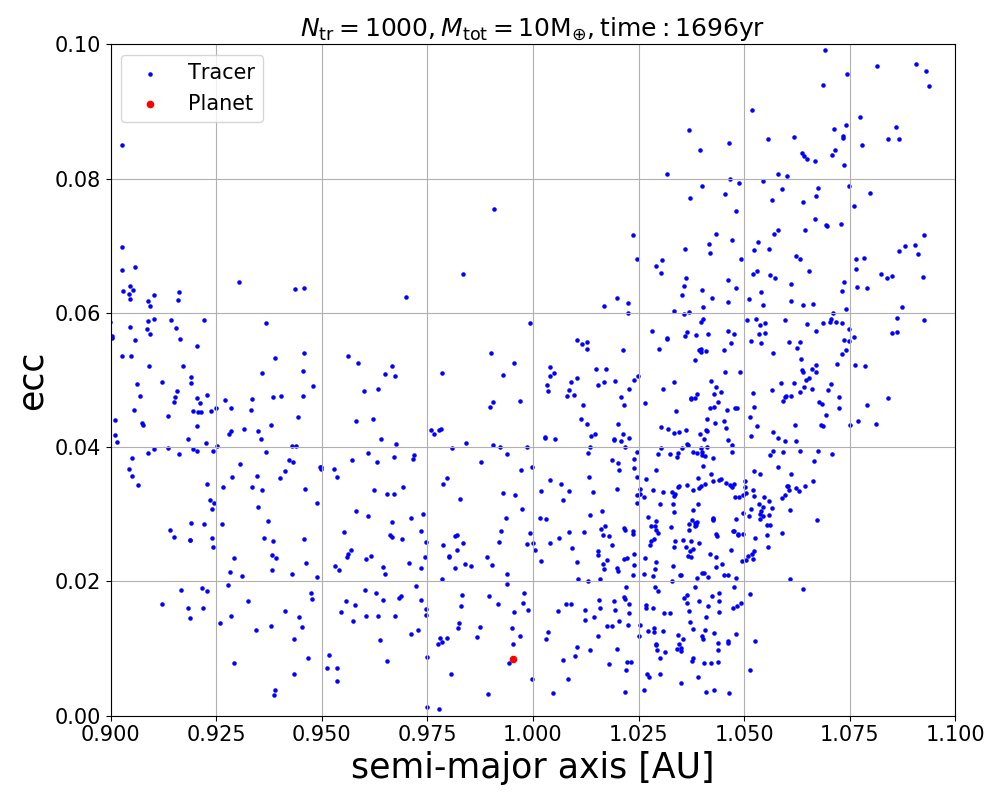 N_tr = 1000, M_tot = 10M_⊕, time : 1696yr
Tracer
Planet
0.10
0.08
0.06
0.04
0.02
0.00
ecc
0.900 0.925 0.950 0.975 1.000 1.025 1.050 1.075 1.100
semi-major axis [AU]